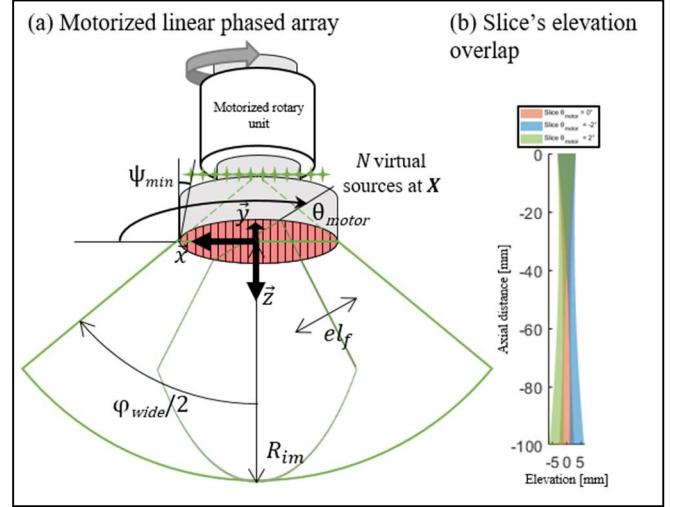 (a) Motorized linear phased array
(b) Slice's elevation
overlap
Motorized rotary
unit
N virtual
sources at X
ψmin
θmotor
y
x
z
elf
φwide/2
Rim
Slice θmotor = 0°
Slice θmotor = -2°
Slice θmotor = 2°
Axial distance [mm]
0
-20
-40
-60
-80
-100
-5 0 5
Elevation [mm]